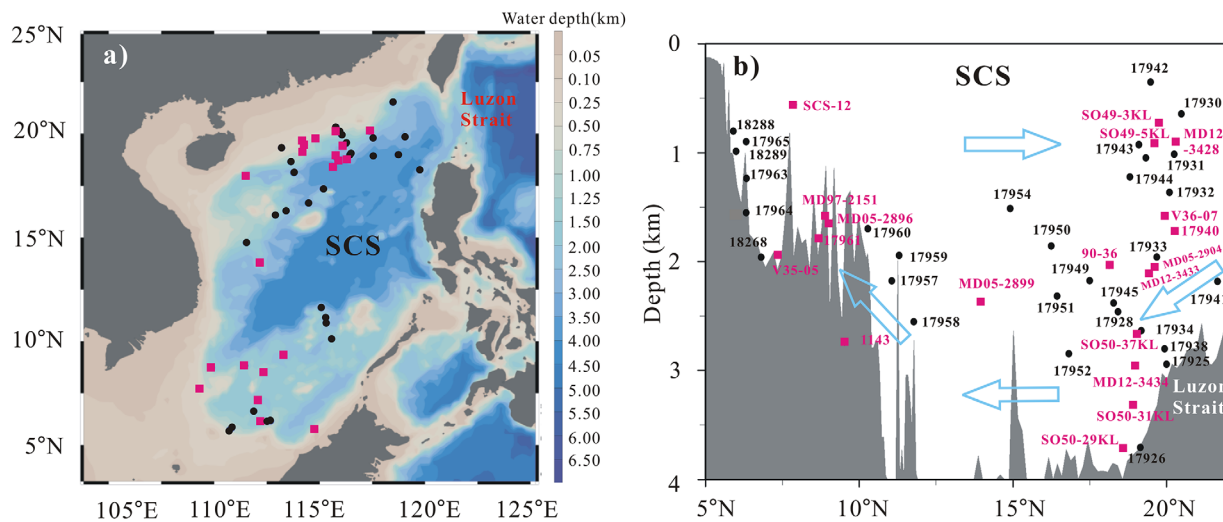 Water depth(km)
a)
25°N
20°N
15°N
10°N
5°N
105°E
110°E
115°E
120°E
125°E
Luzon
Strait
SCS
0.05
0.10
0.25
0.50
0.75
1.00
1.25
1.50
2.00
2.50
3.00
3.50
4.00
4.50
5.00
5.50
6.00
6.50
b)
SCS
Depth (km)
0
1
2
3
4
5°N
10°N
15°N
20°N
17942
SCS-12
17930
SO49-3KL
18288
SO49-5KL
MD12
-3428
17965
17943
18289
17931
17963
17944
17932
MD97-2151
17954
17964
MD05-2896
V36-07
17960
17961
17940
17950
18268
90-36
17933
MD05-2904
V35-05
17959
MD12-3433
17949
17957
MD05-2899
17945
17941
17951
17928
17958
17934
SO50-37KL
1143
17938
17952
17925
MD12-3434
Luzon
Strait
SO50-31KL
SO50-29KL
17926